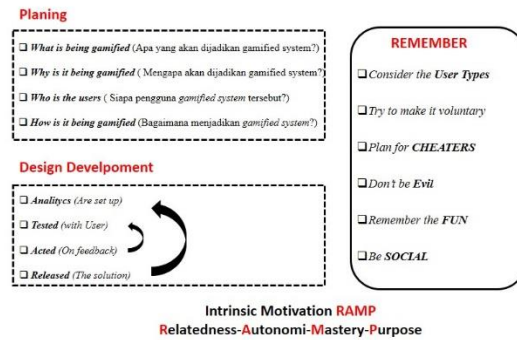 Planing
❑ What is being gamified (Apa yang akan dijadikan gamified system?)
❑ Why is it being gamified ( Mengapa akan dijadikan gamified system?
❑ Who is the users ( Siapa pengguna gamified system tersebut?)
❑ How is it being gamified (Bagaimana menjadikan gamified system?)
Design Develpoment
❑ Analitycs (Are set up)
❑ Tested (with User)
❑ Acted (On feedback)
❑ Released (The solution)
REMEMBER
❑ Consider the User Types
❑ Try to make it voluntary
❑ Plan for CHEATERS
❑ Don't be Evil
❑ Remember the FUN
❑ Be SOCIAL
Intrinsic Motivation RAMP
Relatedness-Autonomi-Mastery-Purpose